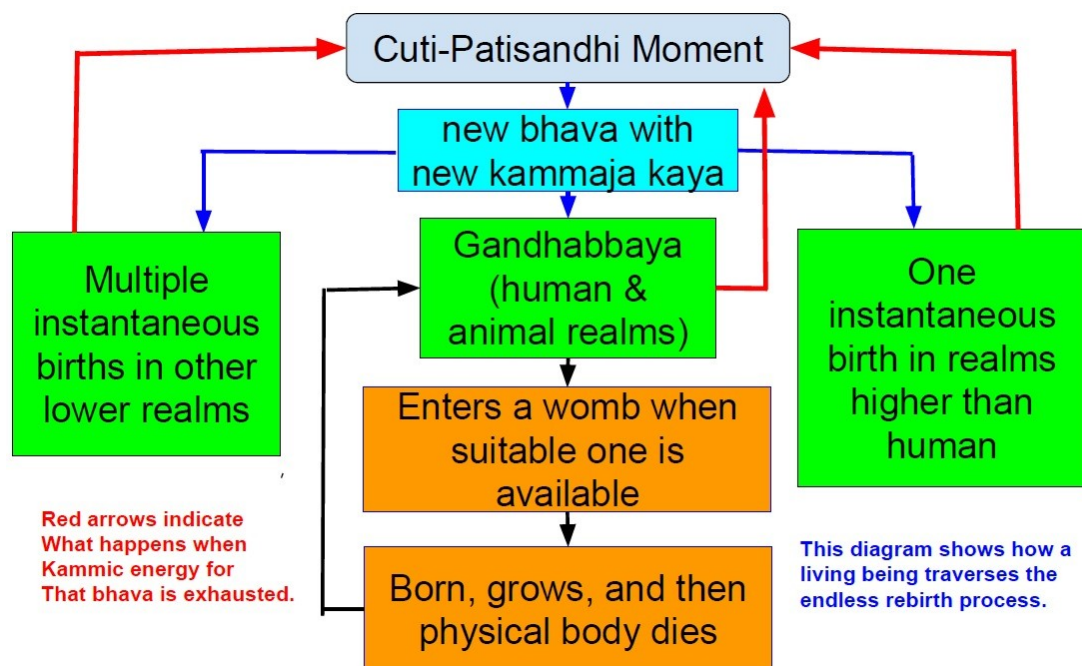 Cuti-Patisandhi Moment
new bhava with
new kammaja kaya
Multiple
instantaneous
births in other
lower realms
Gandhabbaya
(human &
animal realms)
One
instantaneous
birth in realms
higher than
human
Enters a womb when
suitable one is
available
Born, grows, and then
physical body dies
Red arrows indicate
What happens when
Kammic energy for
That bhava is exhausted.
This diagram shows how a
living being traverses the
endless rebirth process.